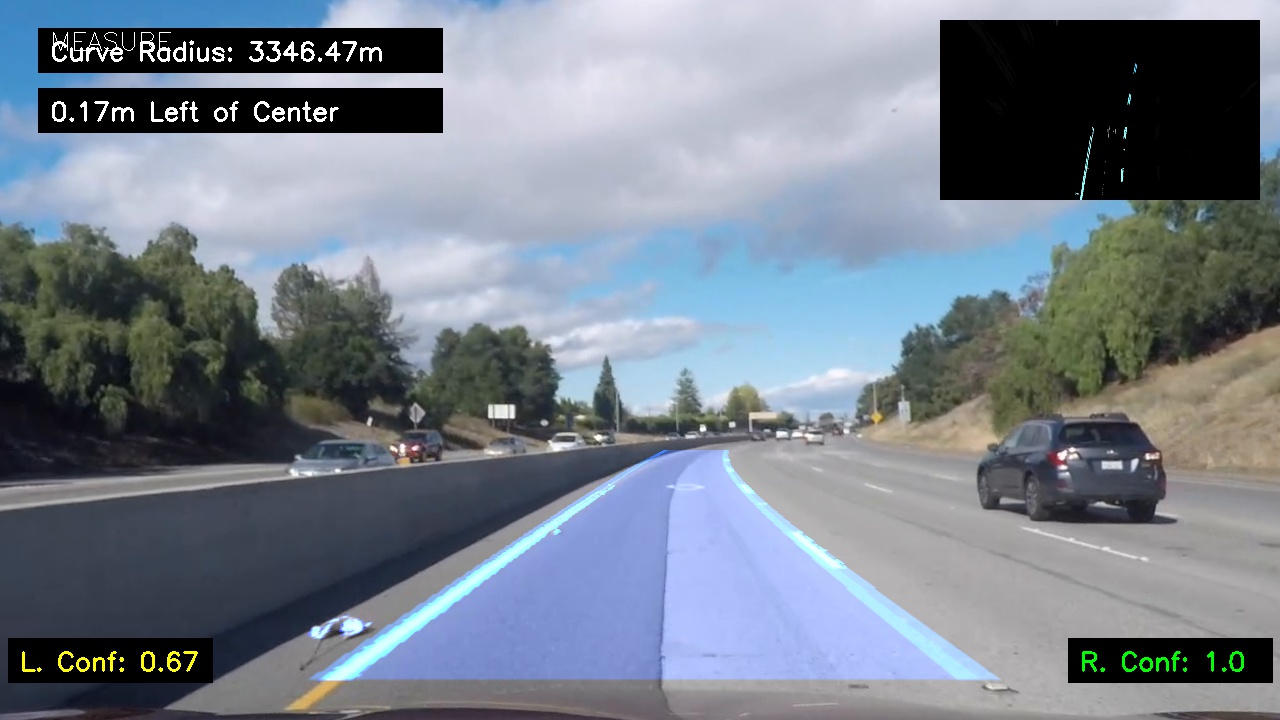 MEASURE
Curve Radius: 3346.47m
0.17m Left of Center
L. Conf: 0.67
R. Conf: 1.0